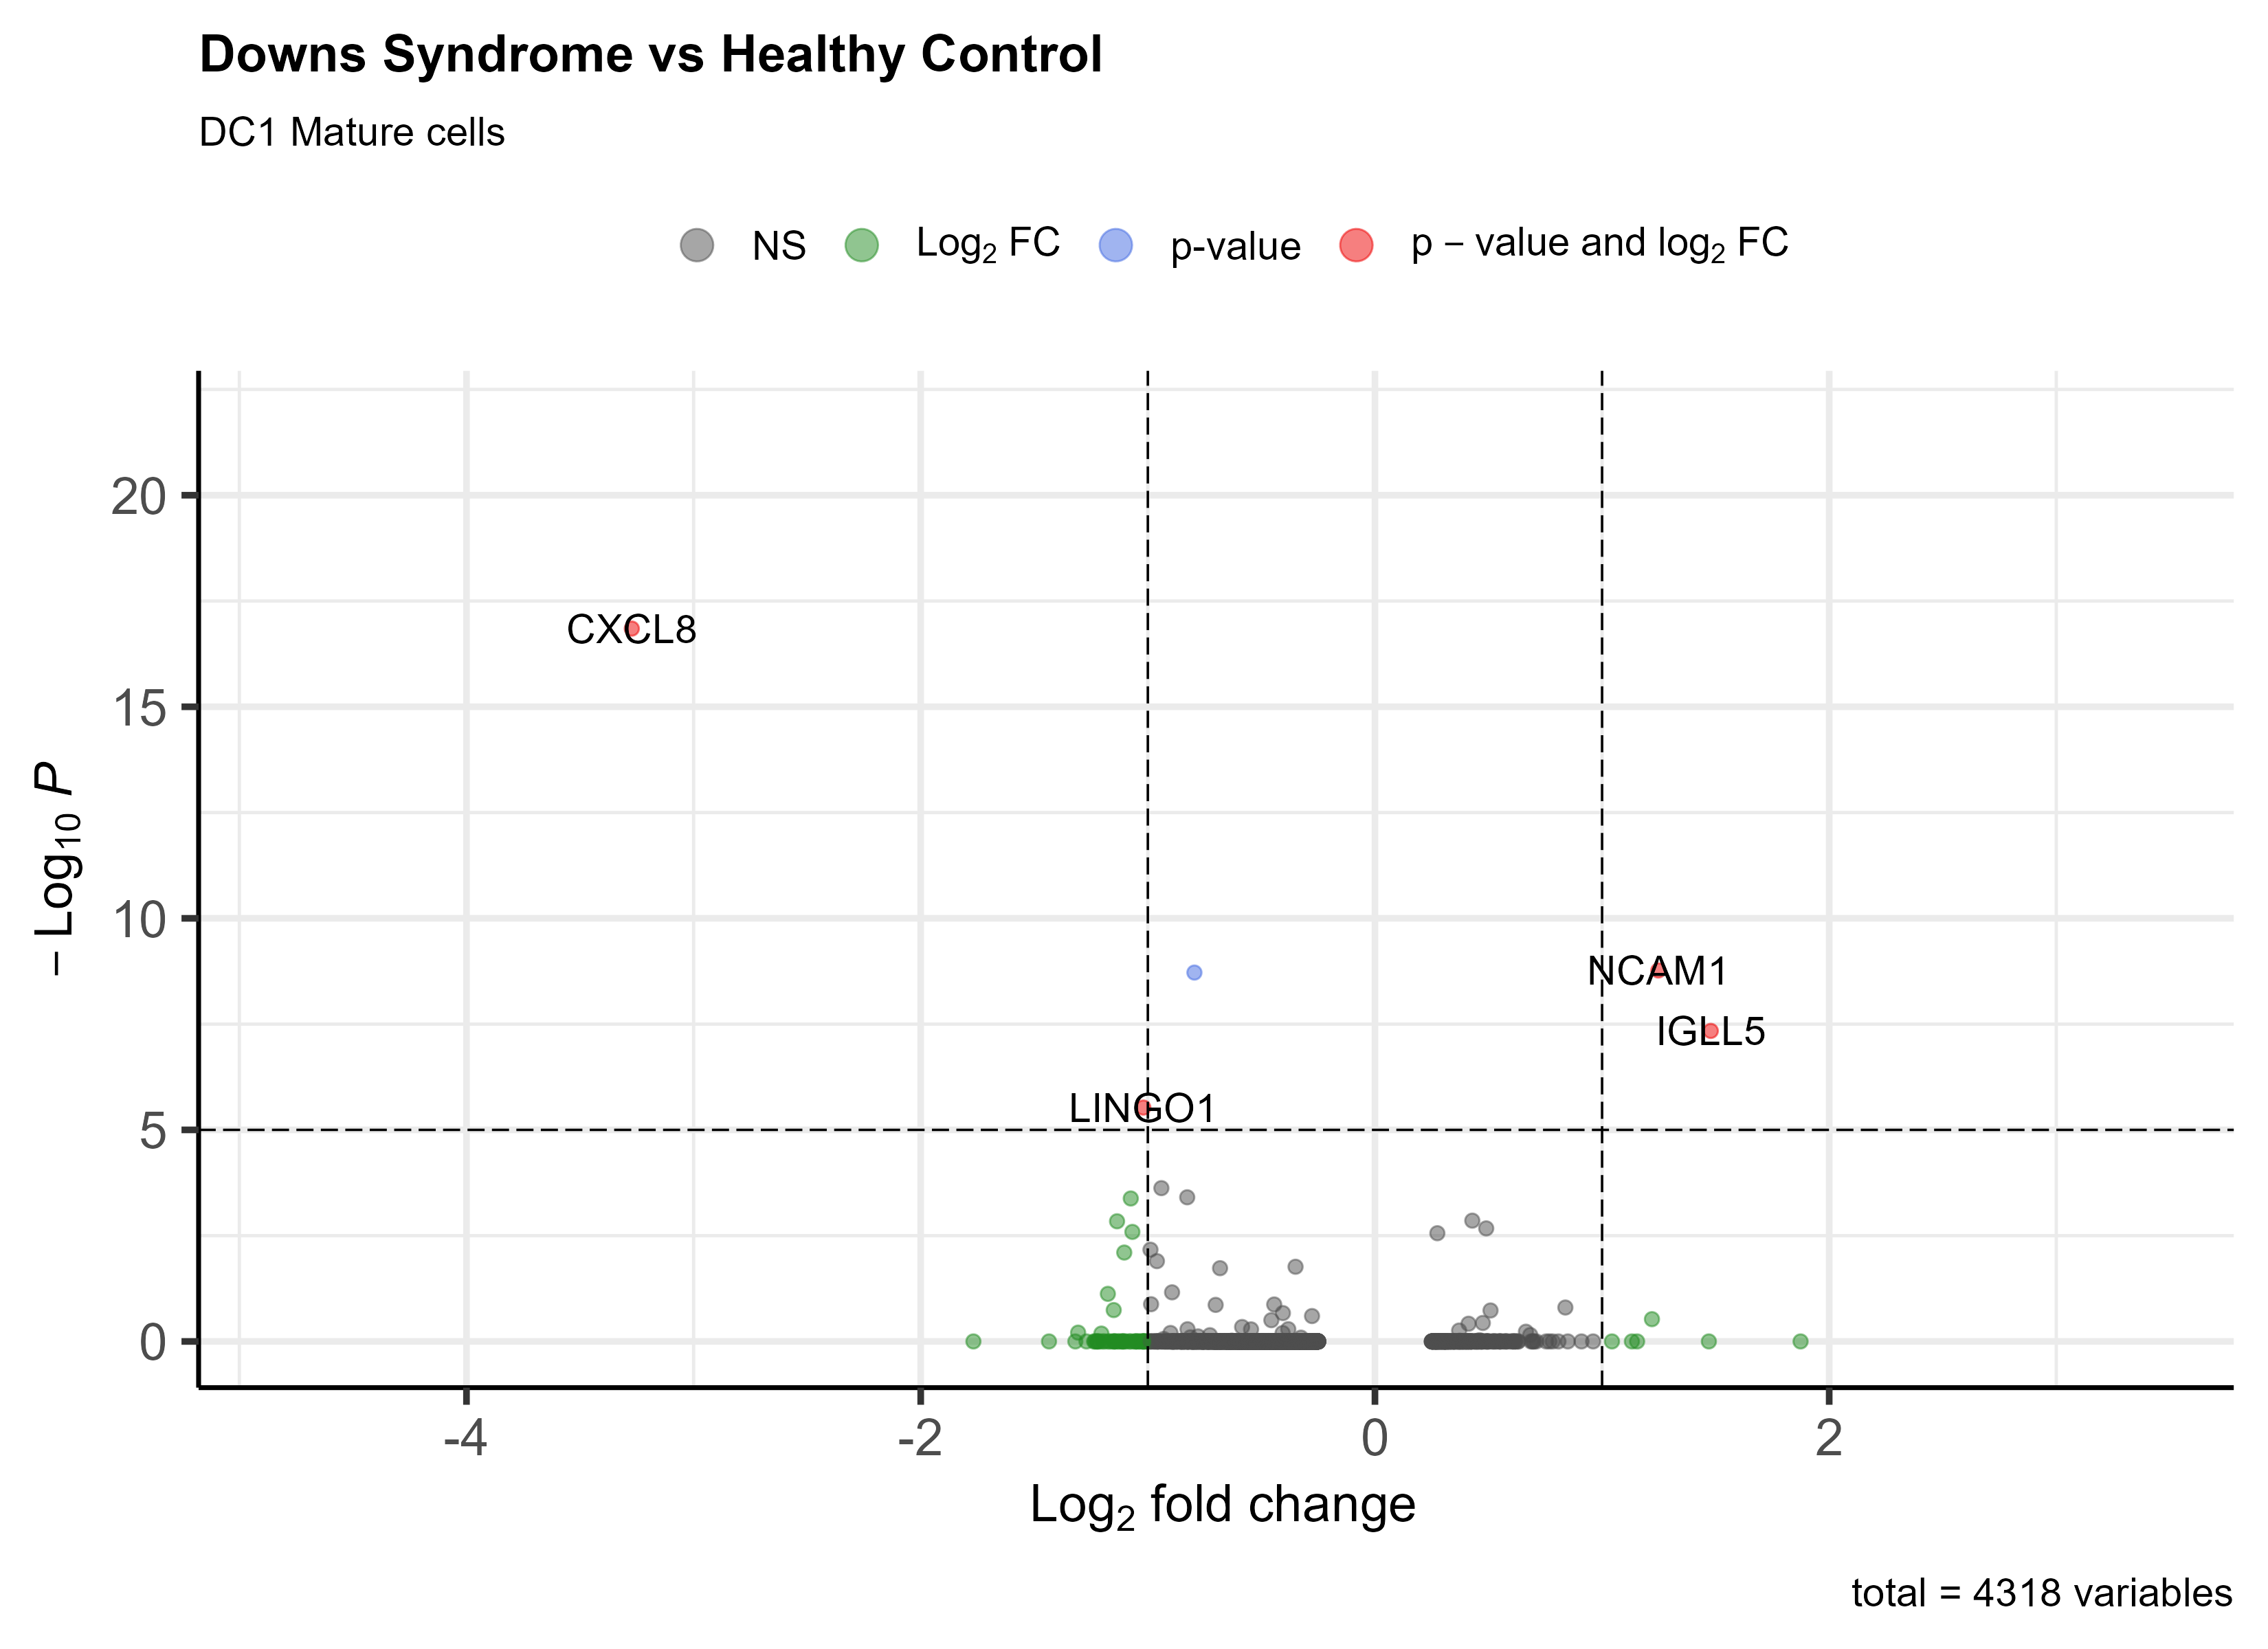 Downs Syndrome vs Healthy Control
DC1 Mature cells
NS Log₂ FC p-value p − value and log₂ FC
20
15
10
5
0
− Log₁₀ P
CXCL8
NCAM1
IGLL5
LINGO1
-4 -2 0 2
Log₂ fold change
total = 4318 variables